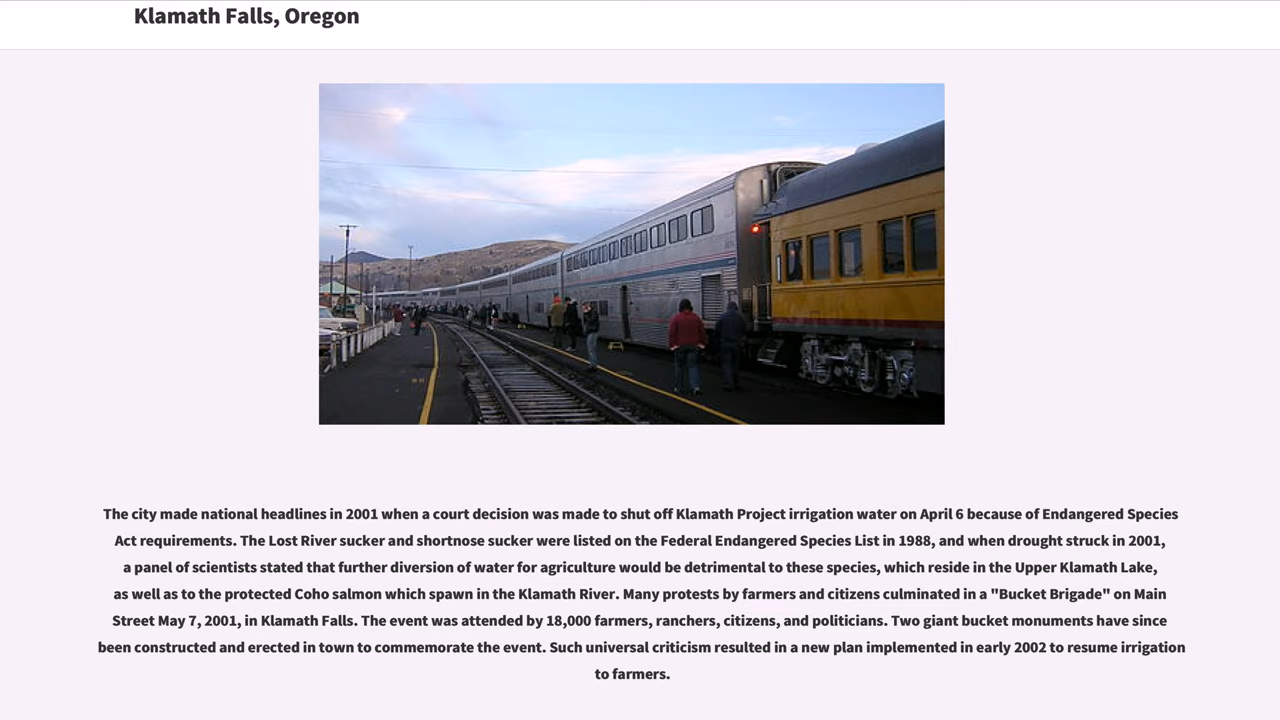 Klamath Falls, Oregon
The city made national headlines in 2001 when a court decision was made to shut off Klamath Project irrigation water on April 6 because of Endangered Species
Act requirements. The Lost River sucker and shortnose sucker were listed on the Federal Endangered Species List in 1988, and when drought struck in 2001,
a panel of scientists stated that further diversion of water for agriculture would be detrimental to these species, which reside in the Upper Klamath Lake,
as well as to the protected Coho salmon which spawn in the Klamath River. Many protests by farmers and citizens culminated in a "Bucket Brigade" on Main
Street May 7, 2001, in Klamath Falls. The event was attended by 18,000 farmers, ranchers, citizens, and politicians. Two giant bucket monuments have since
been constructed and erected in town to commemorate the event. Such universal criticism resulted in a new plan implemented in early 2002 to resume irrigation
to farmers.